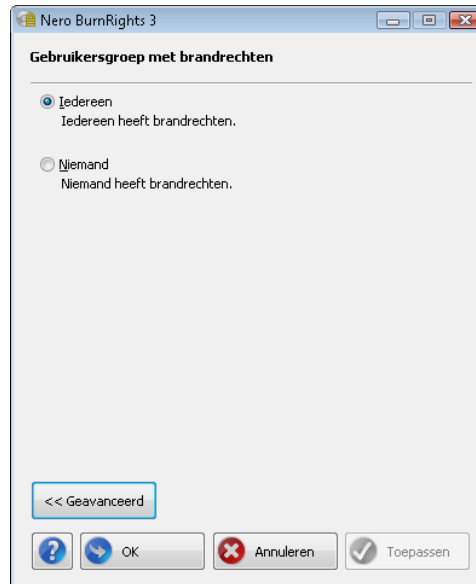 Nero BurnRights 3
Gebruikersgroep met brandrechten
Iedereen
Iedereen heeft brandrechten.
Niemand
Niemand heeft brandrechten.
<< Geavanceerd
? OK Annuleren Toepassen